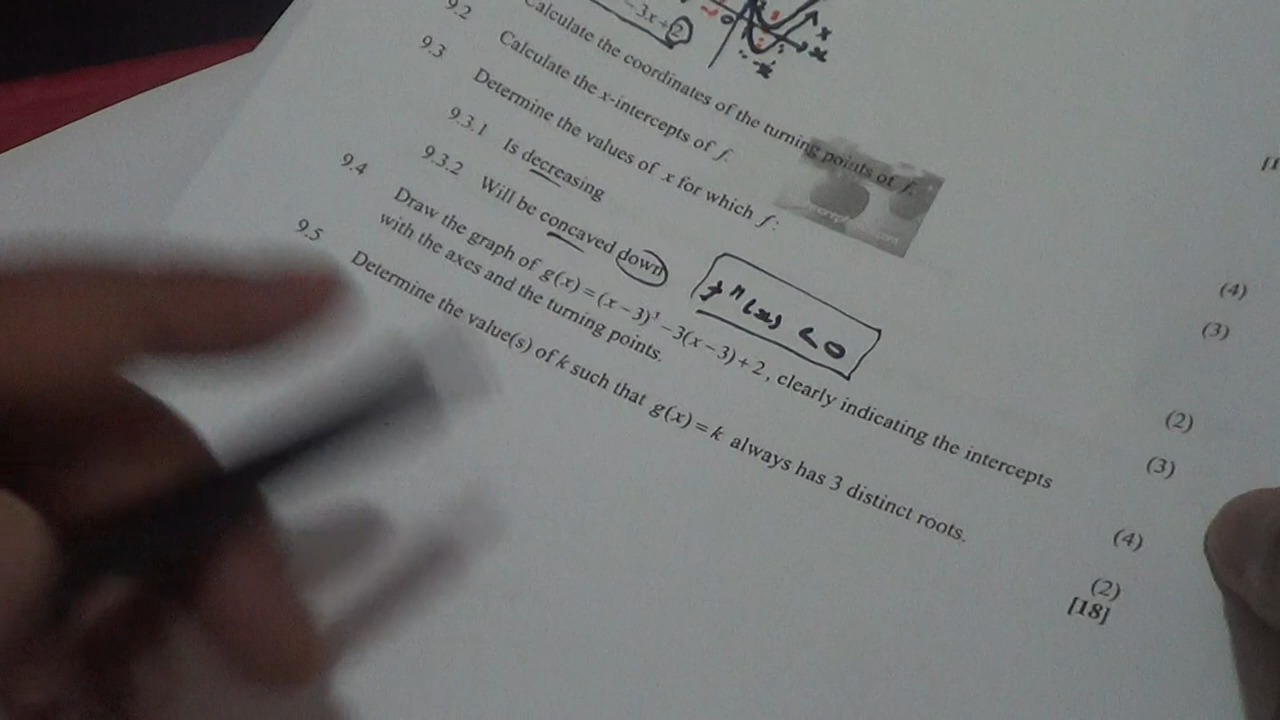 – 3x + 2
9.2 Calculate the coordinates of the turning points of f.
9.3 Calculate the x-intercepts of f.
Determine the values of x for which f:
9.3.1 Is decreasing
9.3.2 Will be concaved down
f"(x) < 0
9.4 Draw the graph of g(x) = (x – 3)³ – 3(x – 3) + 2, clearly indicating the intercepts
with the axes and the turning points.
9.5 Determine the value(s) of k such that g(x) = k always has 3 distinct roots.
(4)
(3)
(2)
(3)
(4)
(2)
[18]